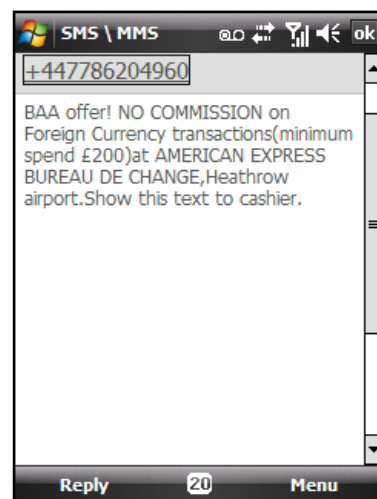 SMS \ MMS
ok
+447786204960
BAA offer! NO COMMISSION on
Foreign Currency transactions(minimum
spend £200)at AMERICAN EXPRESS
BUREAU DE CHANGE,Heathrow
airport.Show this text to cashier.
Reply
20
Menu